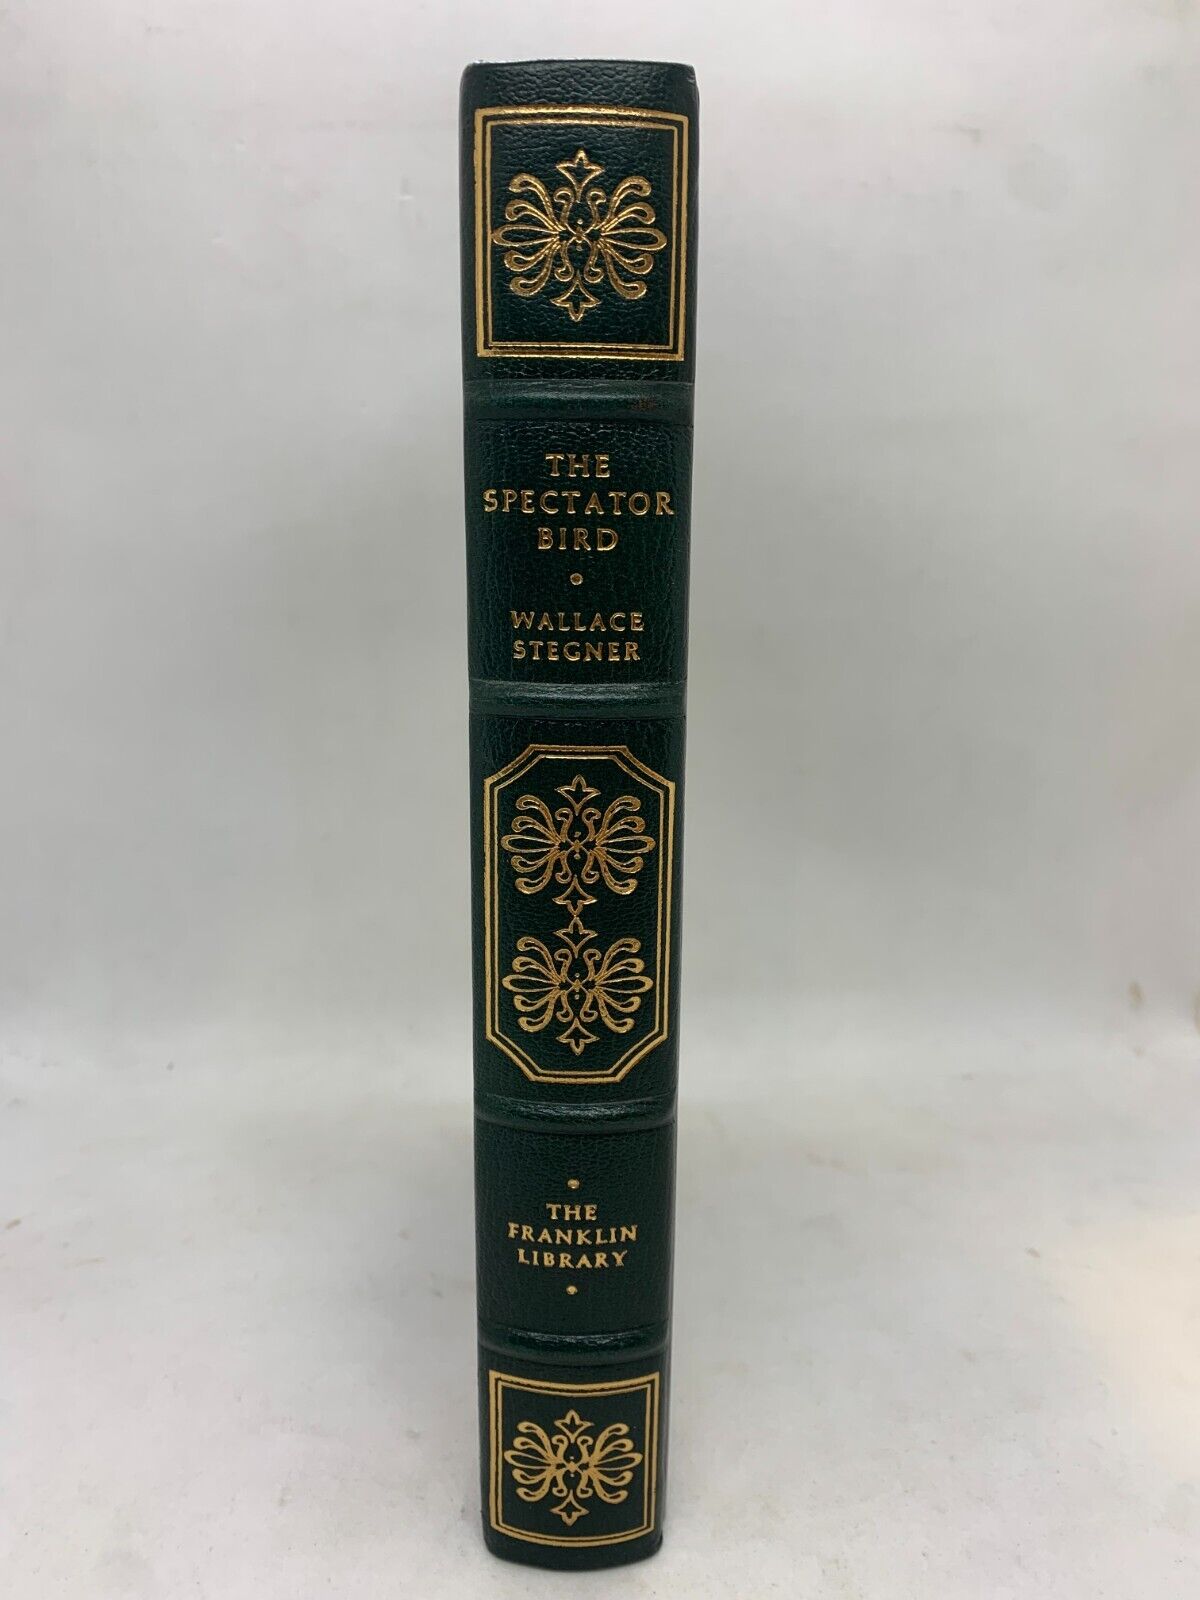 THE
SPECTATOR
BIRD
WALLACE
STEGNER
THE
FRANKLIN
LIBRARY